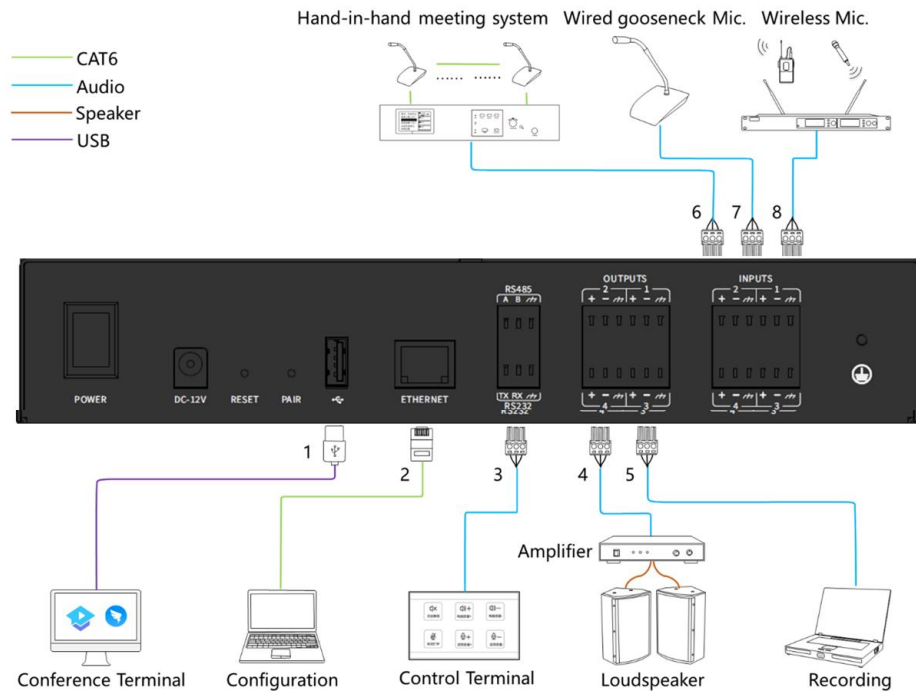 Hand-in-hand meeting system
Wired gooseneck Mic.
Wireless Mic.
CAT6
Audio
Speaker
USB
6
7
8
OUTPUTS
INPUTS
RS485
2 1
2 1
A B
+ - + -
+ - + -
POWER
DC-12V
RESET
PAIR
ETHERNET
TX RX
RS232
+ - + -
+ - + -
4 3
4 3
1
2
3
4
5
Amplifier
Conference Terminal
Configuration
Control Terminal
Loudspeaker
Recording